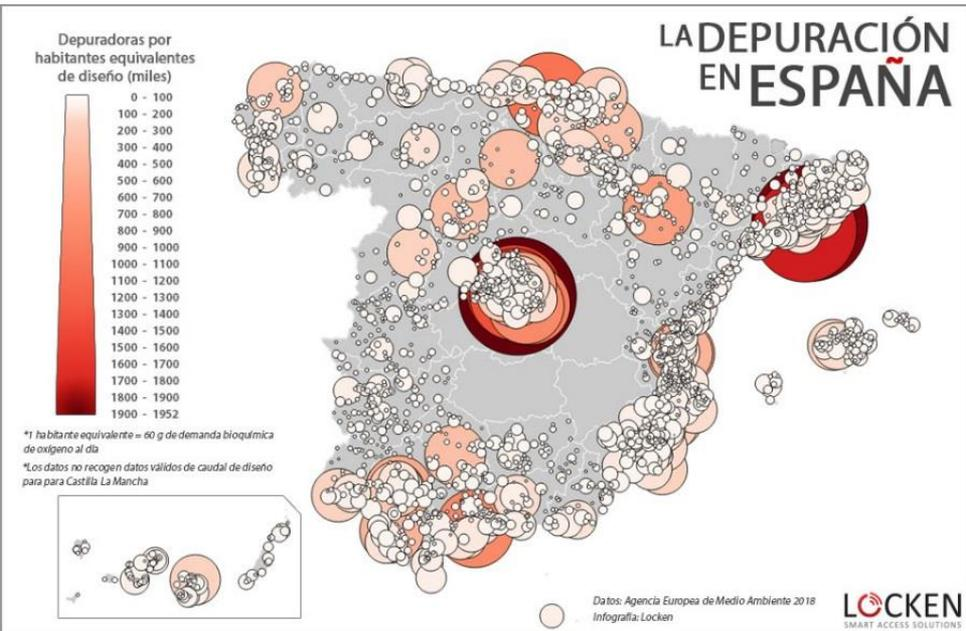 LA DEPURACIÓN
EN ESPAÑA
Depuradoras por
habitantes equivalentes
de diseño (miles)
0 - 100
100 - 200
200 - 300
300 - 400
400 - 500
500 - 600
600 - 700
700 - 800
800 - 900
900 - 1000
1000 - 1100
1100 - 1200
1200 - 1300
1300 - 1400
1400 - 1500
1500 - 1600
1600 - 1700
1700 - 1800
1800 - 1900
1900 - 1952
*1 habitante equivalente = 60 g de demanda bioquímica
de oxígeno al día
*Los datos no recogen datos válidos de caudal de diseño
para para Castilla La Mancha
Datos: Agencia Europea de Medio Ambiente 2018
Infografía: Locken
LOCKEN
SMART ACCESS SOLUTIONS